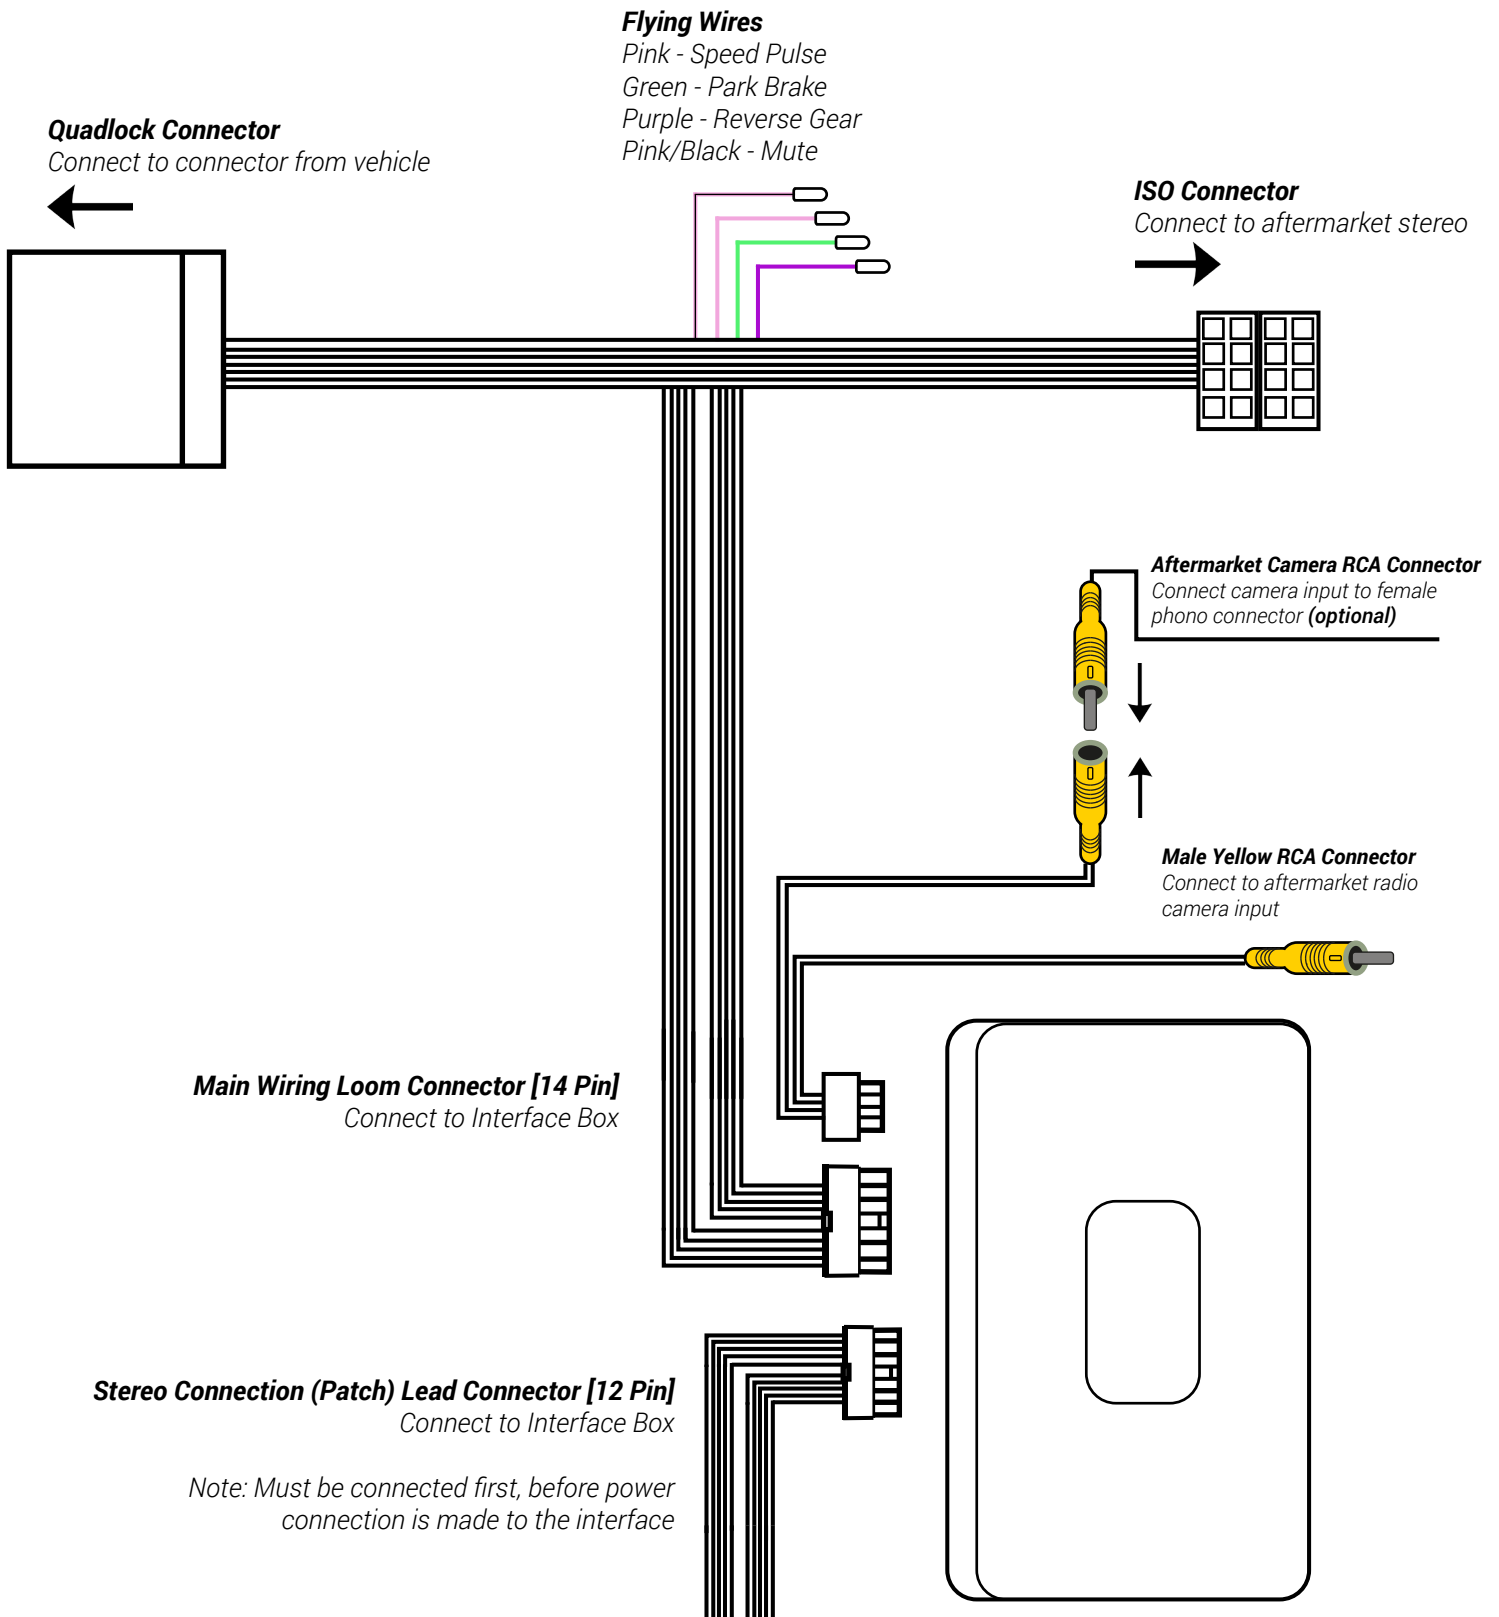 Flying Wires
Pink - Speed Pulse
Green - Park Brake
Purple - Reverse Gear
Pink/Black - Mute
Quadlock Connector
Connect to connector from vehicle
ISO Connector
Connect to aftermarket stereo
Aftermarket Camera RCA Connector
Connect camera input to female
phono connector (optional)
Male Yellow RCA Connector
Connect to aftermarket radio
camera input
Main Wiring Loom Connector [14 Pin]
Connect to Interface Box
Stereo Connection (Patch) Lead Connector [12 Pin]
Connect to Interface Box
Note: Must be connected first, before power
connection is made to the interface